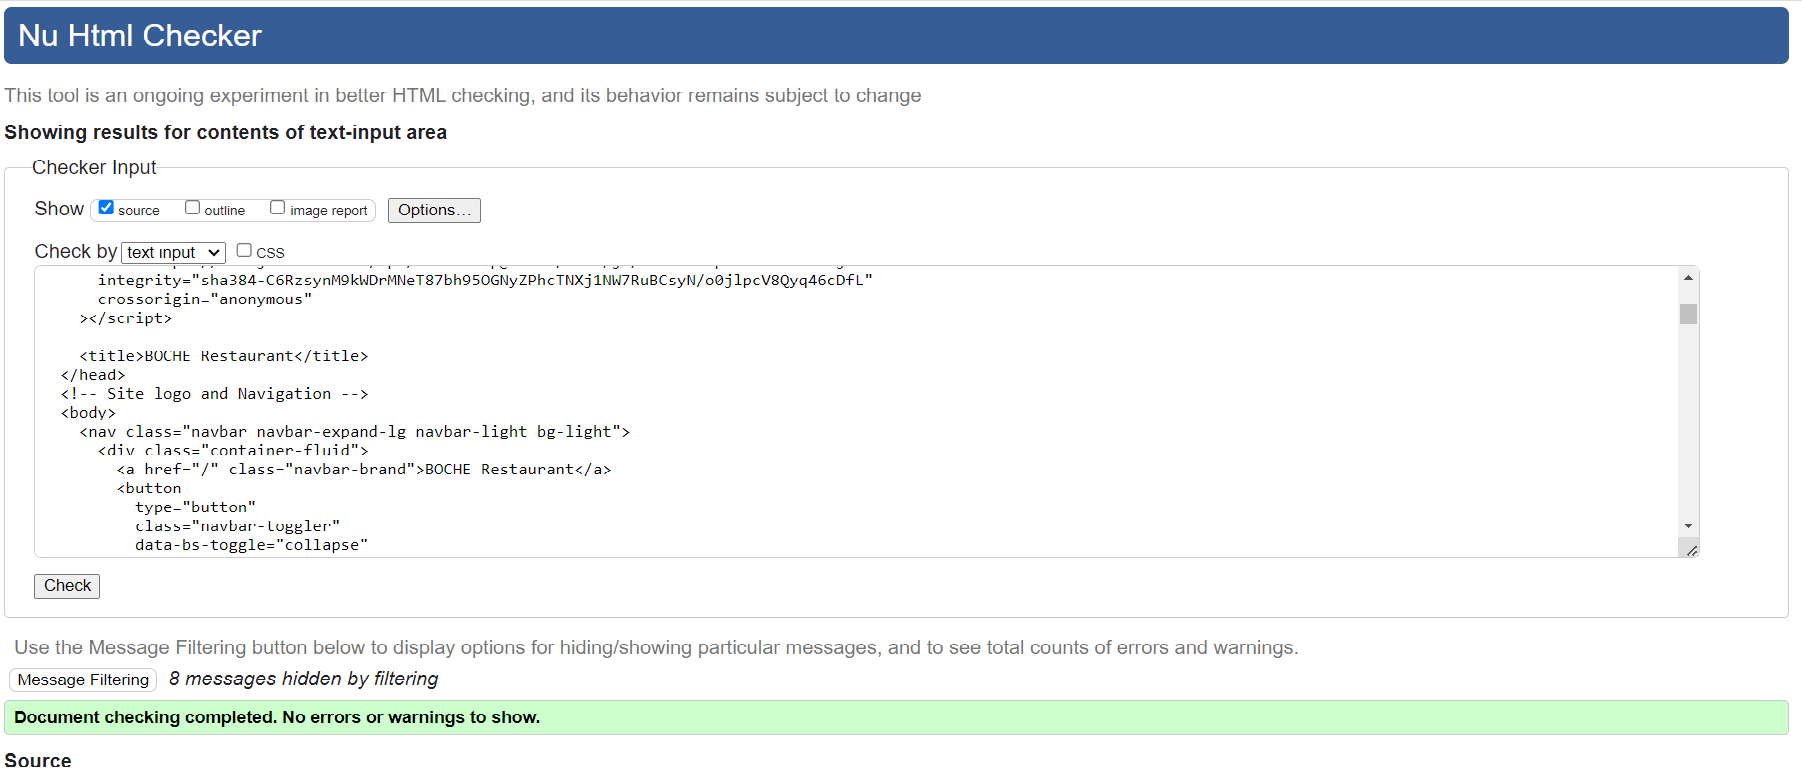 Nu Html Checker
This tool is an ongoing experiment in better HTML checking, and its behavior remains subject to change
Showing results for contents of text-input area
Checker Input
Show source outline image report Options...
Check by text input CSS
integrity="sha384-C6RzsynM9kWDrMNeT87bh95OGNyZPhcTNXj1NW7RuBCsyN/o0jlpcV8Qyq46cDfL"
crossorigin="anonymous"
></script>
<title>BOCHE Restaurant</title>
</head>
<!-- Site logo and Navigation -->
<body>
<nav class="navbar navbar-expand-lg navbar-light bg-light">
<div class="container-fluid">
<a href="/" class="navbar-brand">BOCHE Restaurant</a>
<button
type="button"
class="navbar-toggler"
data-bs-toggle="collapse"
Check
Use the Message Filtering button below to display options for hiding/showing particular messages, and to see total counts of errors and warnings.
Message Filtering 8 messages hidden by filtering
Document checking completed. No errors or warnings to show.
Source